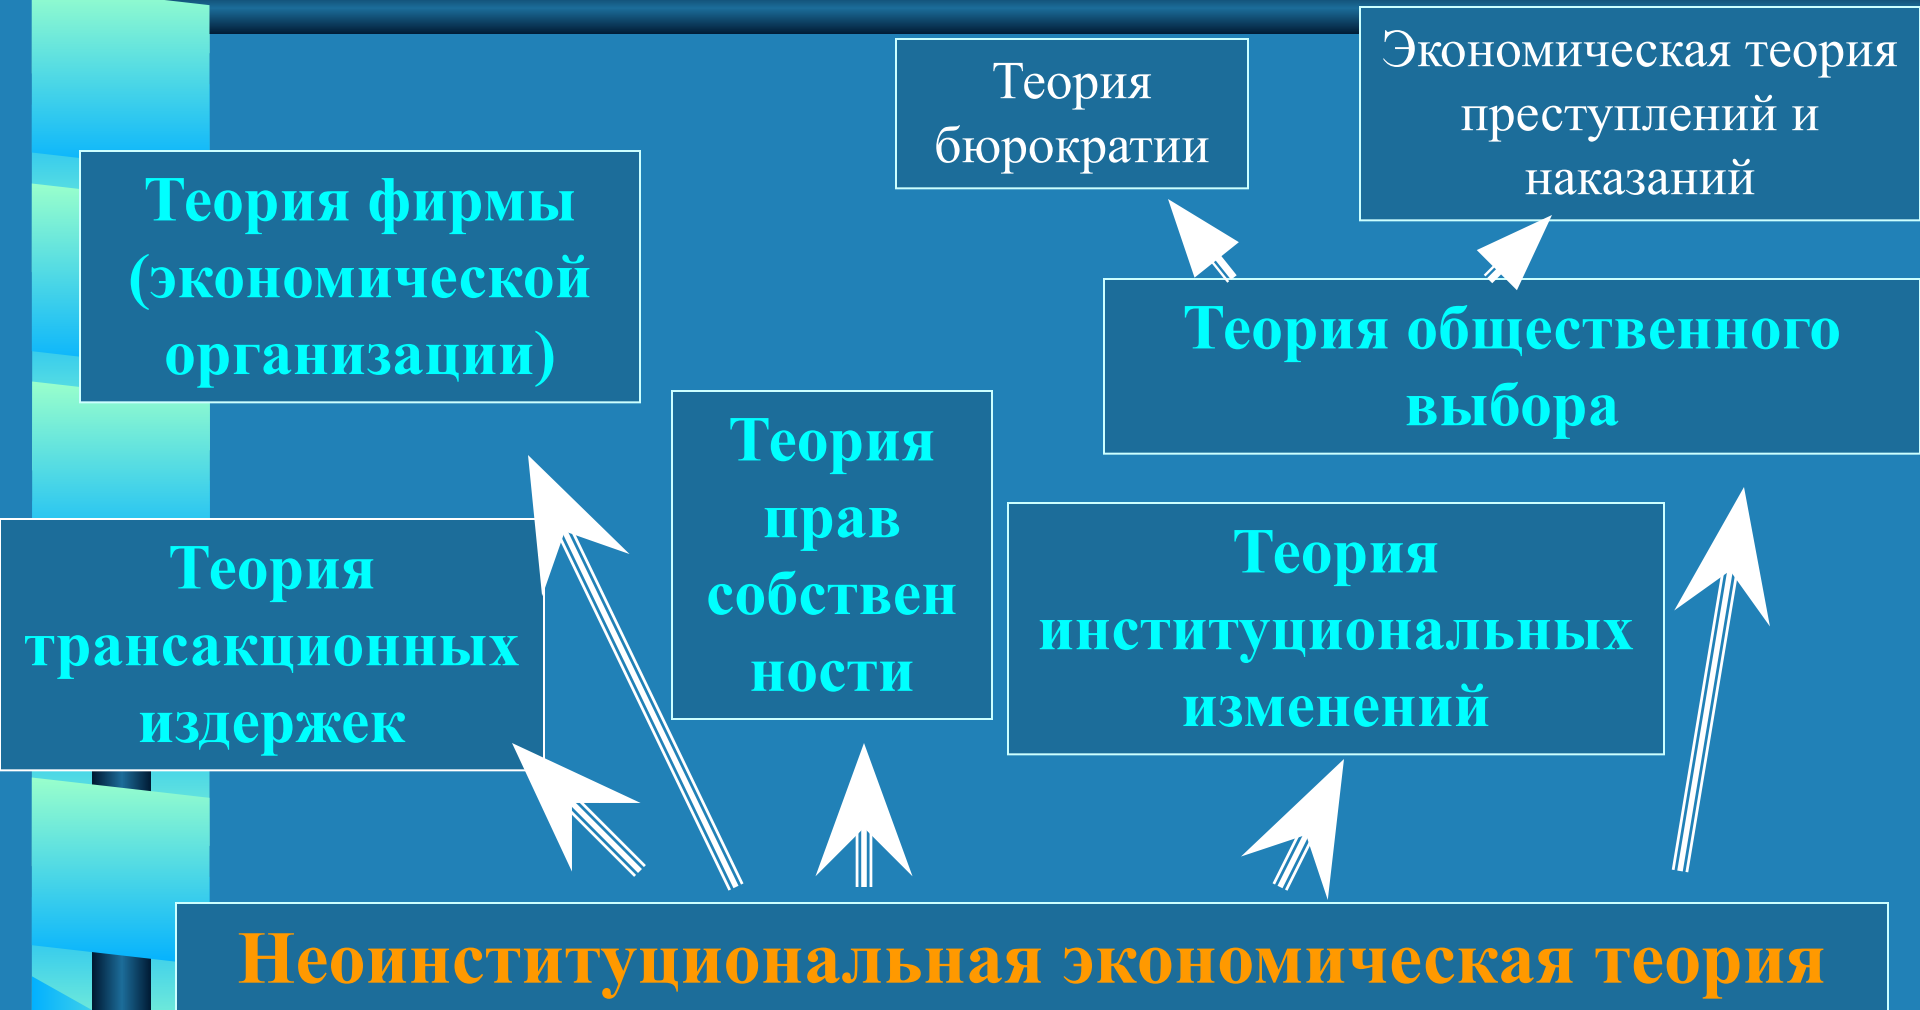 Теория
бюрократии
Экономическая теория
преступлений и
наказаний
Теория фирмы
(экономической
организации)
Теория общественного
выбора
Теория
прав
собствен
ности
Теория
трансакционных
издержек
Теория
институциональных
изменений
Неоинституциональная экономическая теория